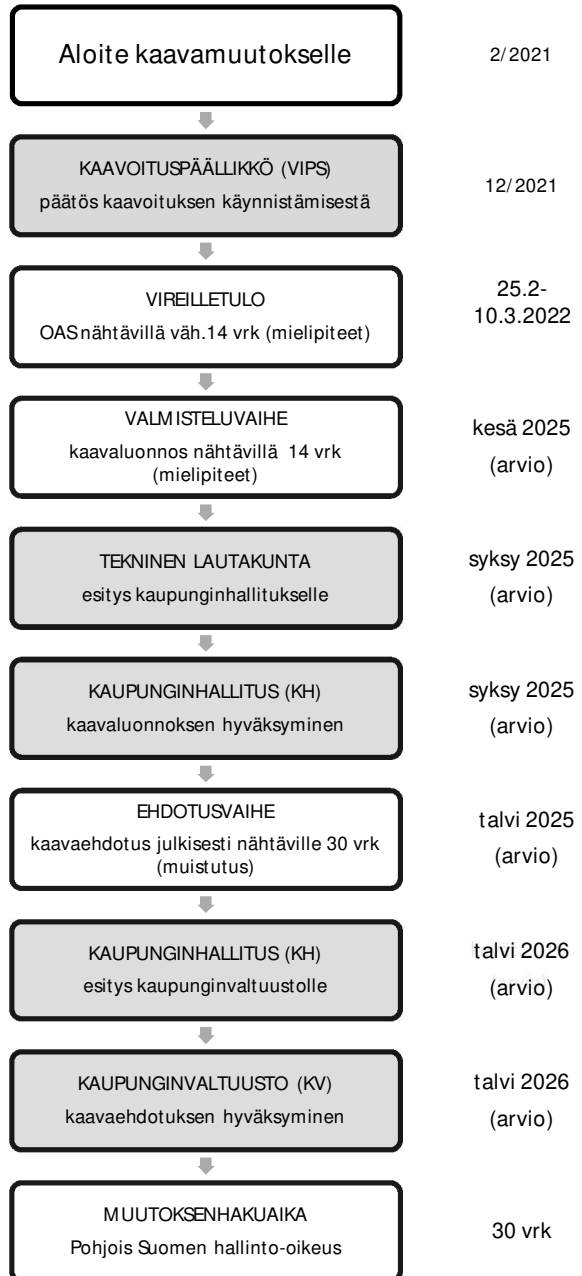 Aloite kaavamuutokselle
2/2021
KAAVOITUSPÄÄLLIKKÖ (VIPS)
päätös kaavoituksen käynnistämisestä
12/2021
VIREILLETULO
OAS nähtävillä väh.14 vrk (mielipiteet)
25.2-
10.3.2022
VALMISTELUVAIHE
kaavaluonnos nähtävillä 14 vrk
(mielipiteet)
kesä 2025
(arvio)
TEKNINEN LAUTAKUNTA
esitys kaupunginhallitukselle
syksy 2025
(arvio)
KAUPUNGINHALLITUS (KH)
kaavaluonnoksen hyväksyminen
syksy 2025
(arvio)
EHDOTUSVAIHE
kaavaehdotus julkisesti nähtäville 30 vrk
(muistutus)
talvi 2025
(arvio)
KAUPUNGINHALLITUS (KH)
esitys kaupunginvaltuustolle
talvi 2026
(arvio)
KAUPUNGINVALTUUSTO (KV)
kaavaehdotuksen hyväksyminen
talvi 2026
(arvio)
MUUTOKSENHAKUAIKA
Pohjois Suomen hallinto-oikeus
30 vrk